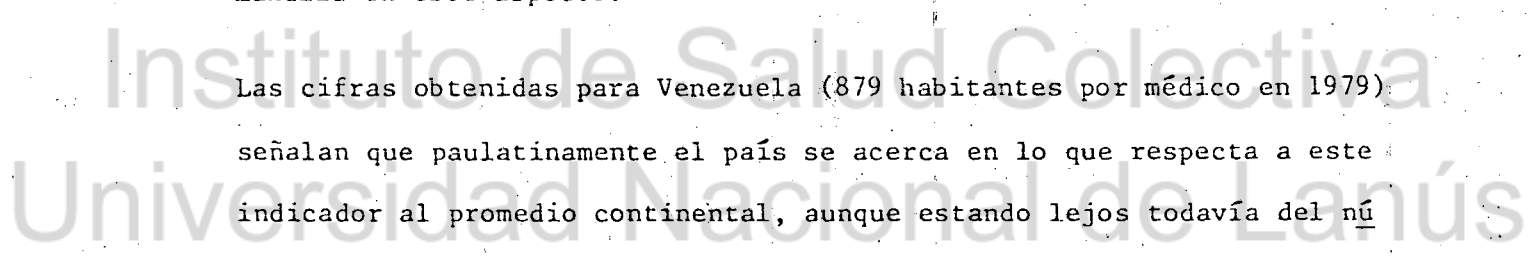 Instituto de Salud Colectiva
Las cifras obtenidas para Venezuela (879 habitantes por médico en 1979)
señalan que paulatinamente el país se acerca en lo que respecta a este
Universidad Nacional de Lanús
indicador al promedio continental, aunque estando lejos todavía del nú